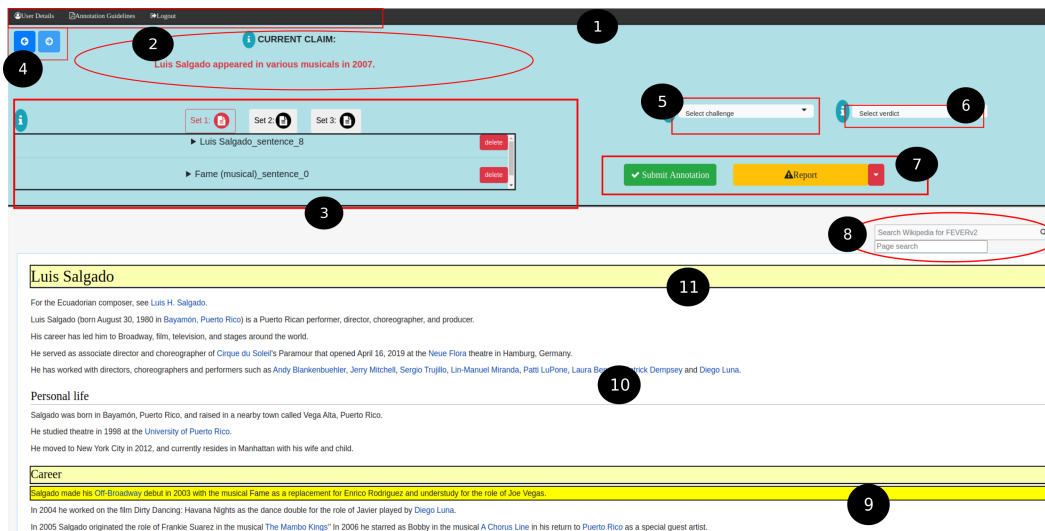 User Details Annotation Guidelines Logout
1
2
CURRENT CLAIM:
4
Luis Salgado appeared in various musicals in 2007.
5
6
Select challenge
Select verdict
Set 1: Set 2: Set 3:
Luis Salgado_sentence_8 delete
7
Submit Annotation Report
Fame (musical)_sentence_0 delete
3
8
Search Wikipedia for FEVERv2
Page search
Luis Salgado
11
For the Ecuadorian composer, see Luis H. Salgado.
Luis Salgado (born August 30, 1980 in Bayamón, Puerto Rico) is a Puerto Rican performer, director, choreographer, and producer.
His career has led him to Broadway, film, television, and stages around the world.
He served as associate director and choreographer of Cirque du Soleil's Paramour that opened April 16, 2019 at the Neue Flora theatre in Hamburg, Germany.
He has worked with directors, choreographers and performers such as Andy Blankenbuehler, Jerry Mitchell, Sergio Trujillo, Lin-Manuel Miranda, Patti LuPone, Laura Dempsey and Diego Luna.
10
Personal life
Salgado was born in Bayamón, Puerto Rico, and raised in a nearby town called Vega Alta, Puerto Rico.
He studied theatre in 1998 at the University of Puerto Rico.
He moved to New York City in 2012, and currently resides in Manhattan with his wife and child.
Career
Salgado made his Off-Broadway debut in 2003 with the musical Fame as a replacement for Enrico Rodriguez and understudy for the role of Joe Vegas.
9
In 2004 he worked on the film Dirty Dancing: Havana Nights as the dance double for the role of Javier played by Diego Luna.
In 2005 Salgado originated the role of Frankie Suarez in the musical The Mambo Kings" In 2006 he starred as Bobby in the musical A Chorus Line in his return to Puerto Rico as a special guest artist.